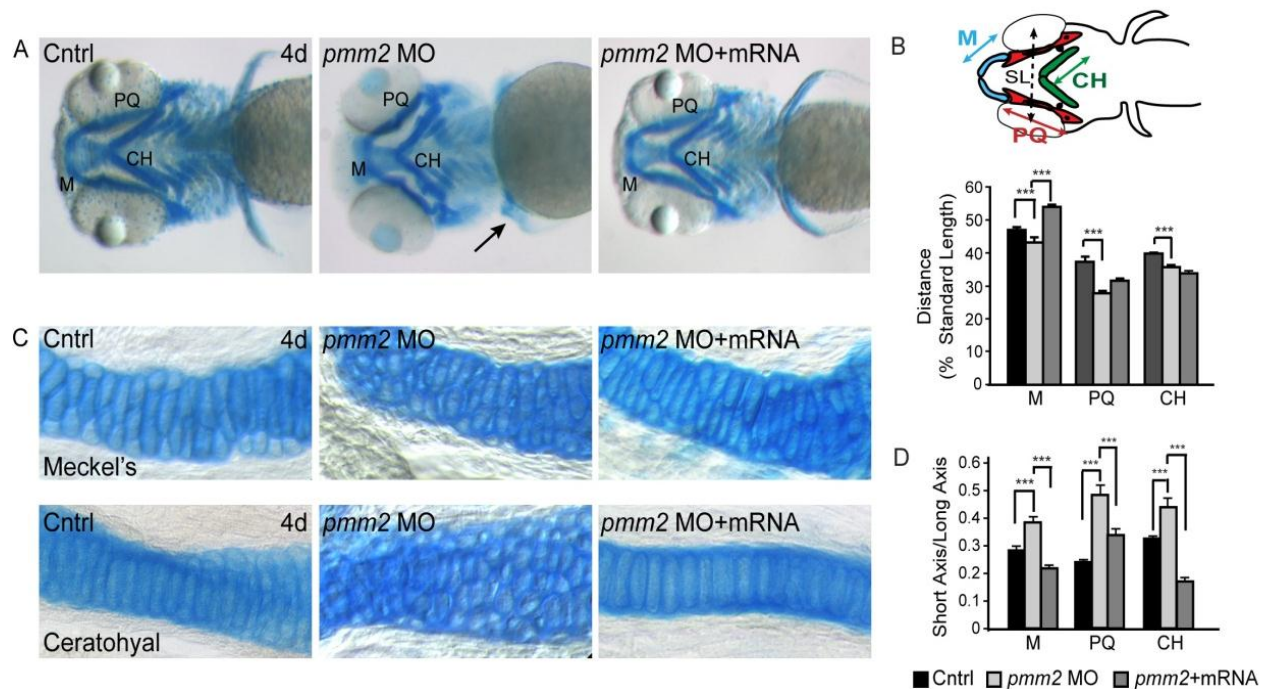 A
Cntrl
4d
PQ
CH
M
pmm2 MO
PQ
CH
M
pmm2 MO+mRNA
PQ
CH
M
B
M
SL
CH
PQ
Distance
(% Standard Length)
60
50
40
30
20
10
0
*** ***
***
***
M PQ CH
C
Cntrl
4d
Meckel's
pmm2 MO
pmm2 MO+mRNA
Cntrl
4d
Ceratohyal
pmm2 MO
pmm2 MO+mRNA
D
Short Axis/Long Axis
0.6
0.5
0.4
0.3
0.2
0.1
0
*** ***
*** ***
*** ***
M PQ CH
Cntrl pmm2 MO pmm2+mRNA